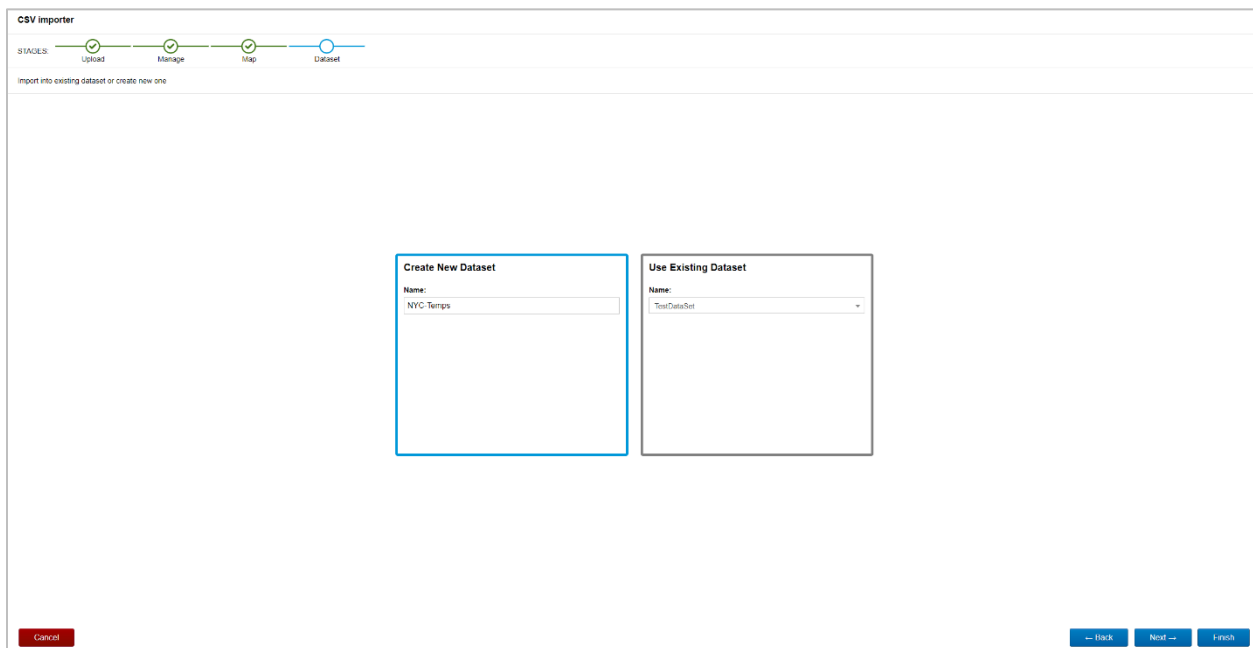 CSV importer
STAGES:
Upload
Manage
Map
Dataset
Import into existing dataset or create new one
Create New Dataset
Name:
NYC-Temps
Use Existing Dataset
Name:
TestDataSet
Cancel
← Back
Next →
Finish